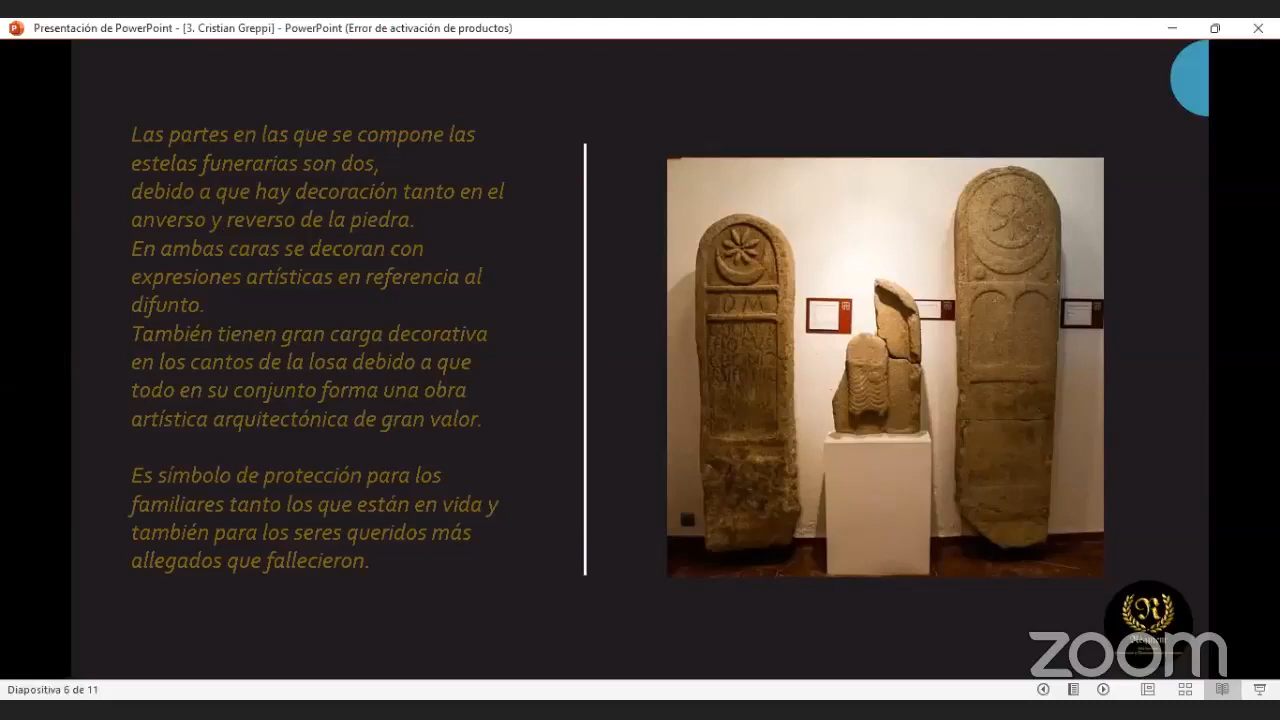 Presentación de PowerPoint - [3. Cristian Greppi] - PowerPoint (Error de activación de productos)
Las partes en las que se compone las
estelas funerarias son dos,
debido a que hay decoración tanto en el
anverso y reverso de la piedra.
En ambas caras se decoran con
expresiones artísticas en referencia al
difunto.
También tienen gran carga decorativa
en los cantos de la losa debido a que
todo en su conjunto forma una obra
artística arquitectónica de gran valor.
Es símbolo de protección para los
familiares tanto los que están en vida y
también para los seres queridos más
allegados que fallecieron.
D M
R
zoom
Diapositiva 6 de 11